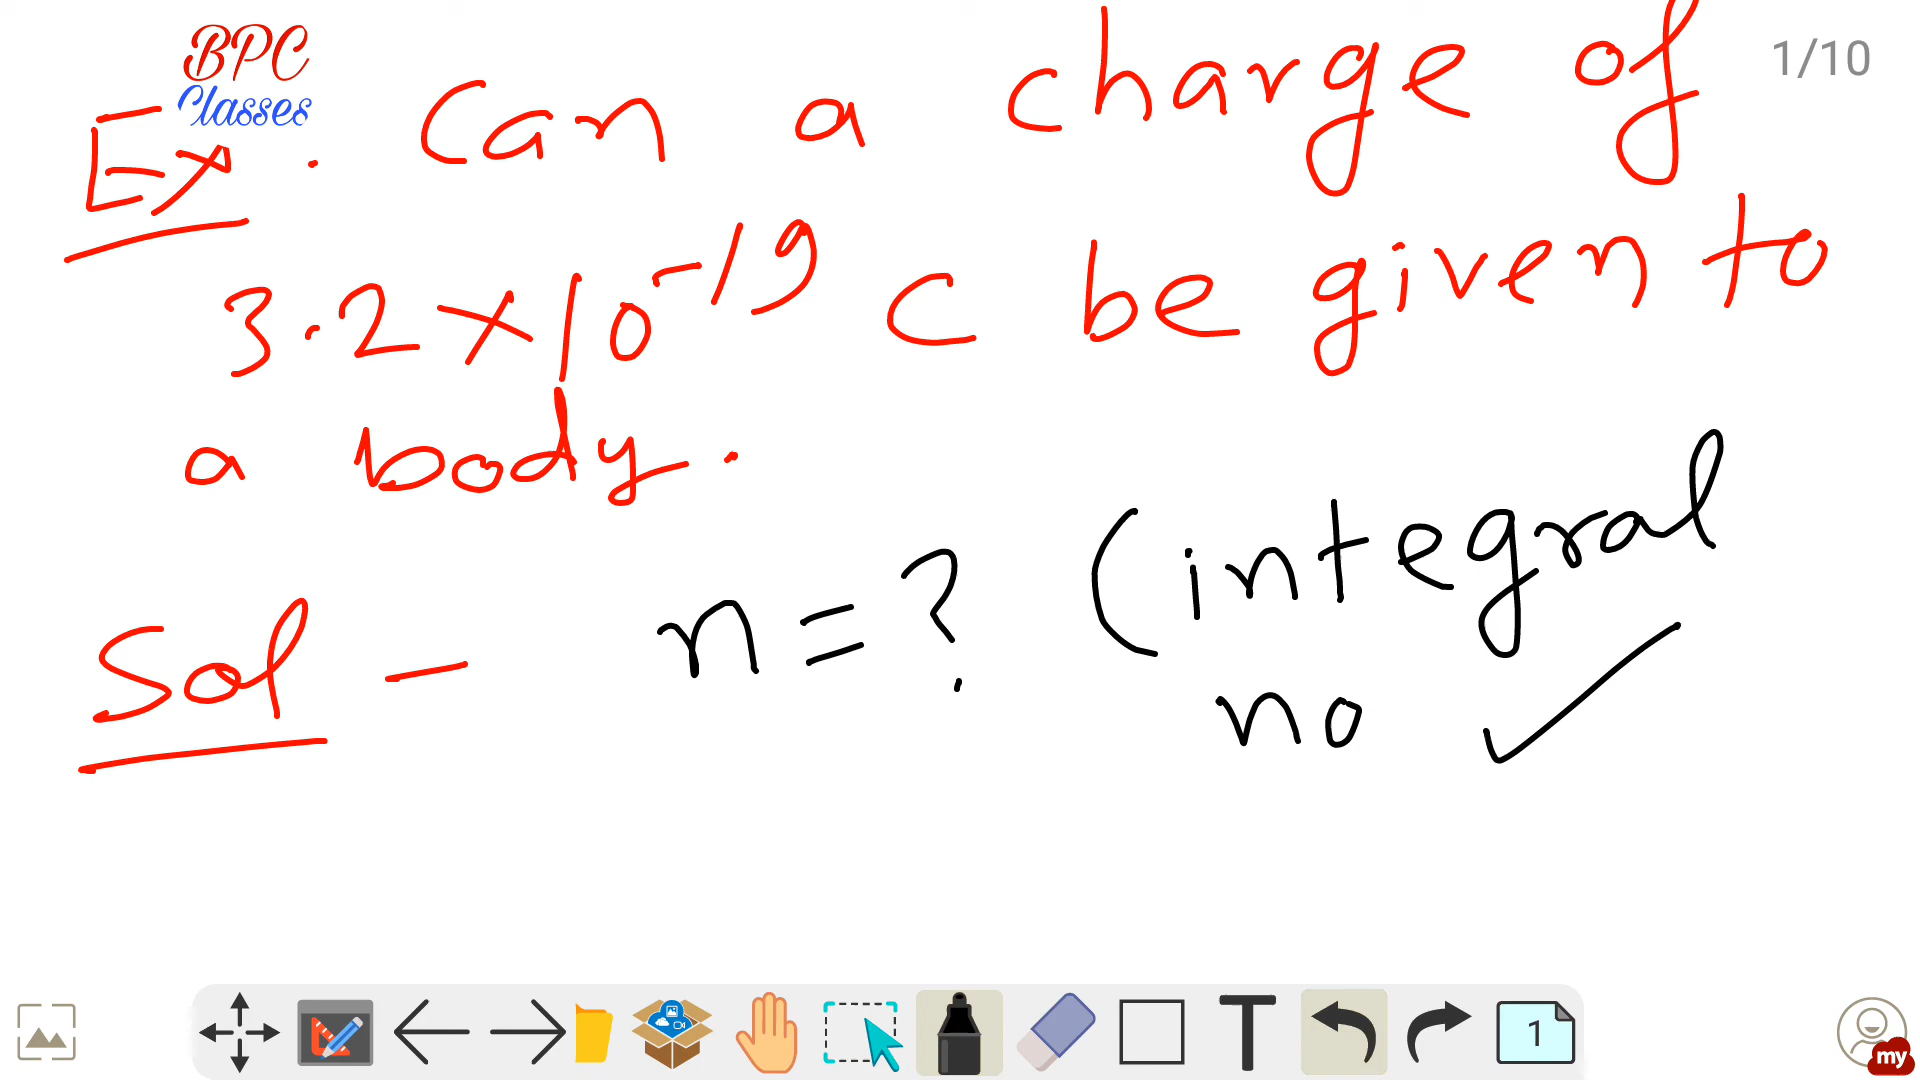 BPC
Classes
1/10
Ex. Can a charge of
3.2×10⁻¹⁹ C be given to
a body.
Sol – n = ? (integral
no
1
my